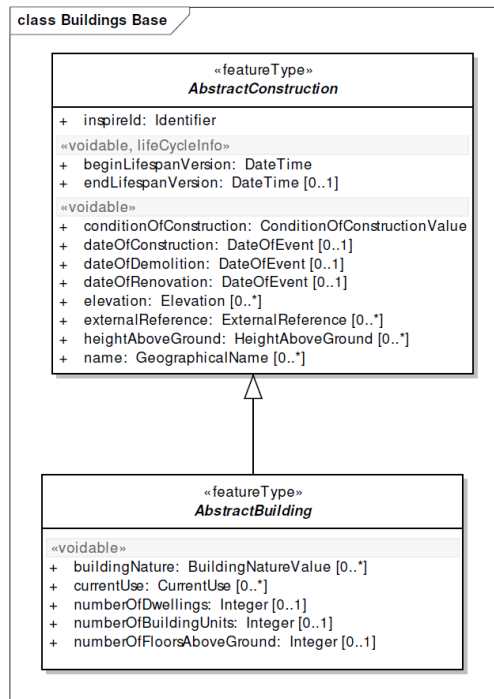 class Buildings Base
«featureType»
AbstractConstruction
+ inspireId: Identifier
«voidable, lifeCycleInfo»
+ beginLifespanVersion: DateTime
+ endLifespanVersion: DateTime [0..1]
«voidable»
+ conditionOfConstruction: ConditionOfConstructionValue
+ dateOfConstruction: DateOfEvent [0..1]
+ dateOfDemolition: DateOfEvent [0..1]
+ dateOfRenovation: DateOfEvent [0..1]
+ elevation: Elevation [0..*]
+ externalReference: ExternalReference [0..*]
+ heightAboveGround: HeightAboveGround [0..*]
+ name: GeographicalName [0..*]
«featureType»
AbstractBuilding
«voidable»
+ buildingNature: BuildingNatureValue [0..*]
+ currentUse: CurrentUse [0..*]
+ numberOfDwellings: Integer [0..1]
+ numberOfBuildingUnits: Integer [0..1]
+ numberOfFloorsAboveGround: Integer [0..1]